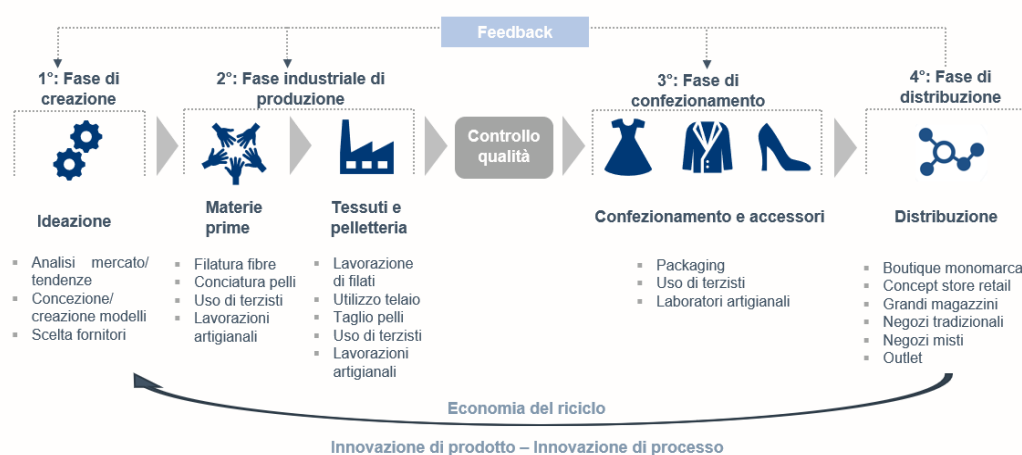 Feedback
1°: Fase di
creazione
2°: Fase industriale di
produzione
3°: Fase di
confezionamento
4°: Fase di
distribuzione
Controllo
qualità
Ideazione
▪ Analisi mercato/
tendenze
▪ Concezione/
creazione modelli
▪ Scelta fornitori
Materie
prime
▪ Filatura fibre
▪ Conciatura pelli
▪ Uso di terzisti
▪ Lavorazioni
artigianali
Tessuti e
pelletteria
▪ Lavorazione
di filati
▪ Utilizzo telaio
▪ Taglio pelli
▪ Uso di terzisti
▪ Lavorazioni
artigianali
Confezionamento e accessori
▪ Packaging
▪ Uso di terzisti
▪ Laboratori artigianali
Distribuzione
▪ Boutique monomarca
▪ Concept store retail
▪ Grandi magazzini
▪ Negozi tradizionali
▪ Negozi misti
▪ Outlet
Economia del riciclo
Innovazione di prodotto – Innovazione di processo